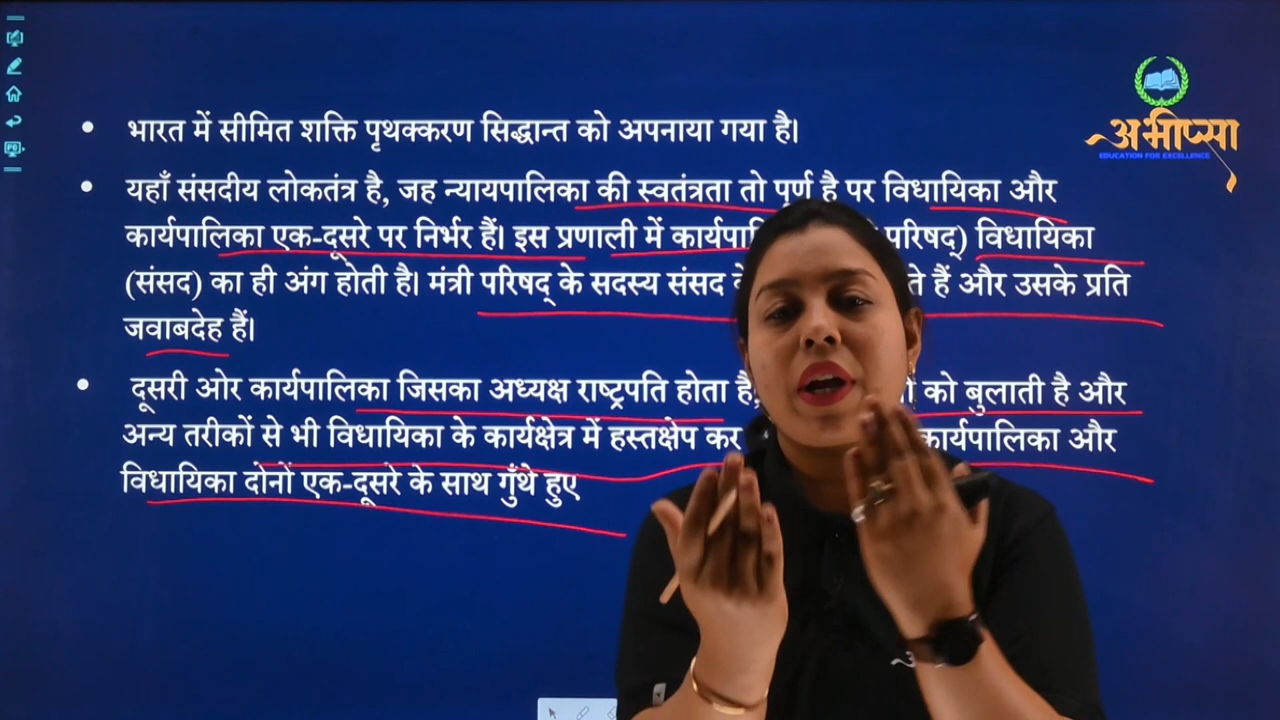 अभीप्सा
EDUCATION FOR EXCELLENCE
भारत में सीमित शक्ति पृथक्करण सिद्धान्त को अपनाया गया है।
यहाँ संसदीय लोकतंत्र है, जह न्यायपालिका की स्वतंत्रता तो पूर्ण है पर विधायिका और
कार्यपालिका एक-दूसरे पर निर्भर हैं। इस प्रणाली में परिषद्) विधायिका
(संसद) का ही अंग होती है। मंत्री परिषद् के सदस्य संसद हैं और उसके प्रति
जवाबदेह हैं।
दूसरी ओर कार्यपालिका जिसका अध्यक्ष राष्ट्रपति होता है, को बुलाती है और
अन्य तरीकों से भी विधायिका के कार्यक्षेत्र में हस्तक्षेप कर कार्यपालिका और
विधायिका दोनों एक-दूसरे के साथ गुँथे हुए